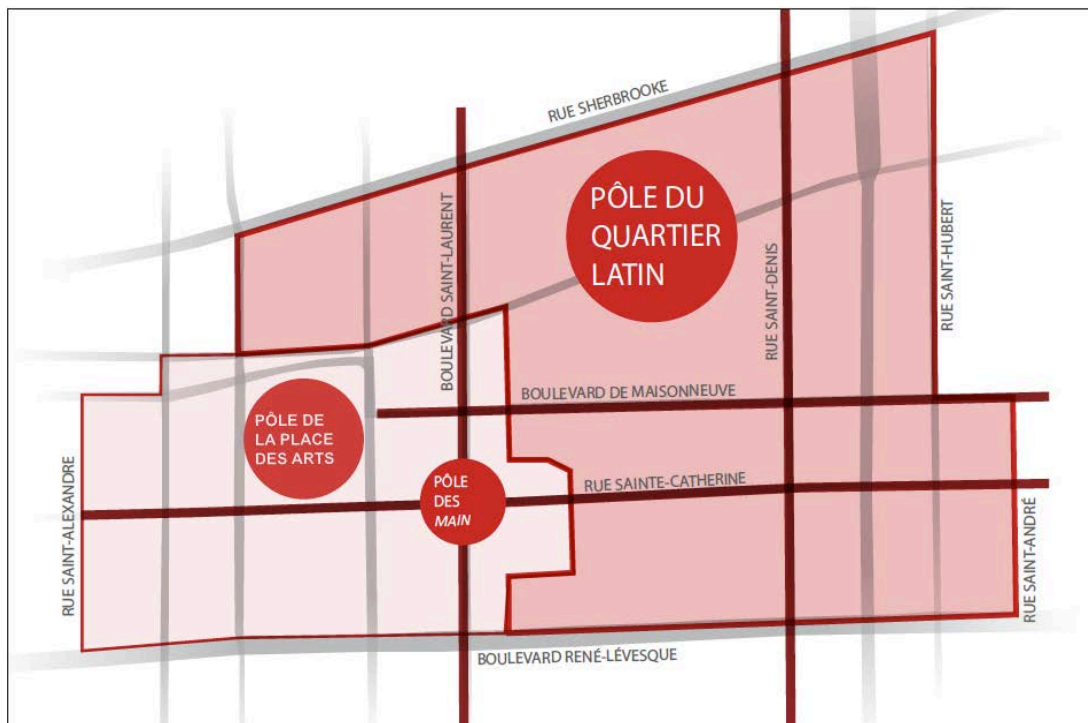 RUE SHERBROOKE
PÔLE DU
QUARTIER
LATIN
BOULEVARD SAINT-LAURENT
RUE SAINT-DENIS
RUE SAINT-HUBERT
BOULEVARD DE MAISONNEUVE
PÔLE DE
LA PLACE
DES ARTS
PÔLE
DES
MAIN
RUE SAINTE-CATHERINE
RUE SAINT-ALEXANDRE
RUE SAINT-ANDRÉ
BOULEVARD RENÉ-LÉVESQUE